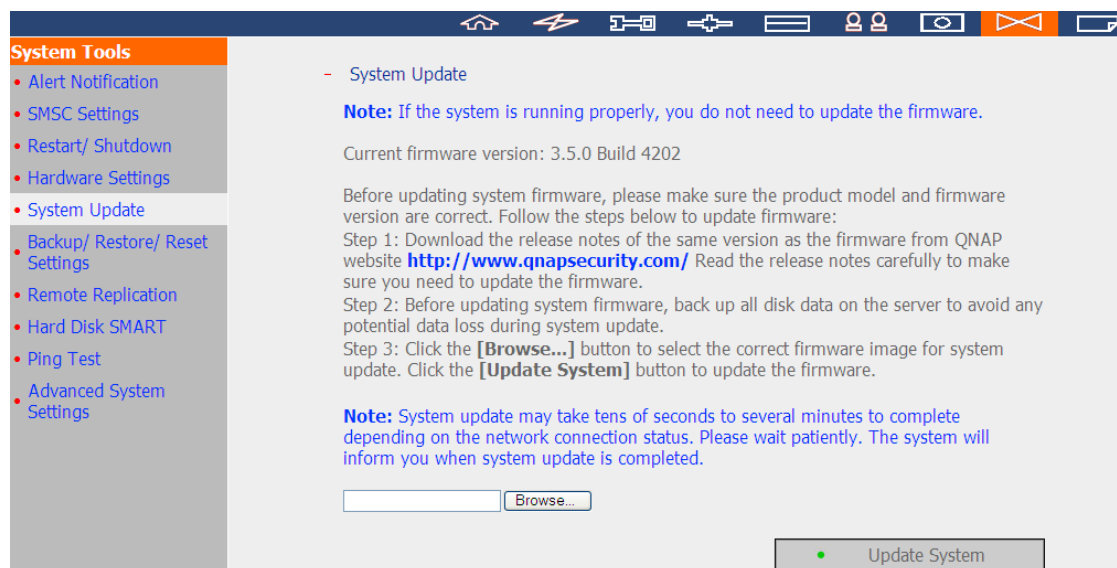 System Tools
• Alert Notification
• SMSC Settings
• Restart/ Shutdown
• Hardware Settings
• System Update
• Backup/ Restore/ Reset
Settings
• Remote Replication
• Hard Disk SMART
• Ping Test
• Advanced System
Settings
- System Update
Note: If the system is running properly, you do not need to update the firmware.
Current firmware version: 3.5.0 Build 4202
Before updating system firmware, please make sure the product model and firmware
version are correct. Follow the steps below to update firmware:
Step 1: Download the release notes of the same version as the firmware from QNAP
website http://www.qnapsecurity.com/ Read the release notes carefully to make
sure you need to update the firmware.
Step 2: Before updating system firmware, back up all disk data on the server to avoid any
potential data loss during system update.
Step 3: Click the [Browse...] button to select the correct firmware image for system
update. Click the [Update System] button to update the firmware.
Note: System update may take tens of seconds to several minutes to complete
depending on the network connection status. Please wait patiently. The system will
inform you when system update is completed.
Browse...
• Update System